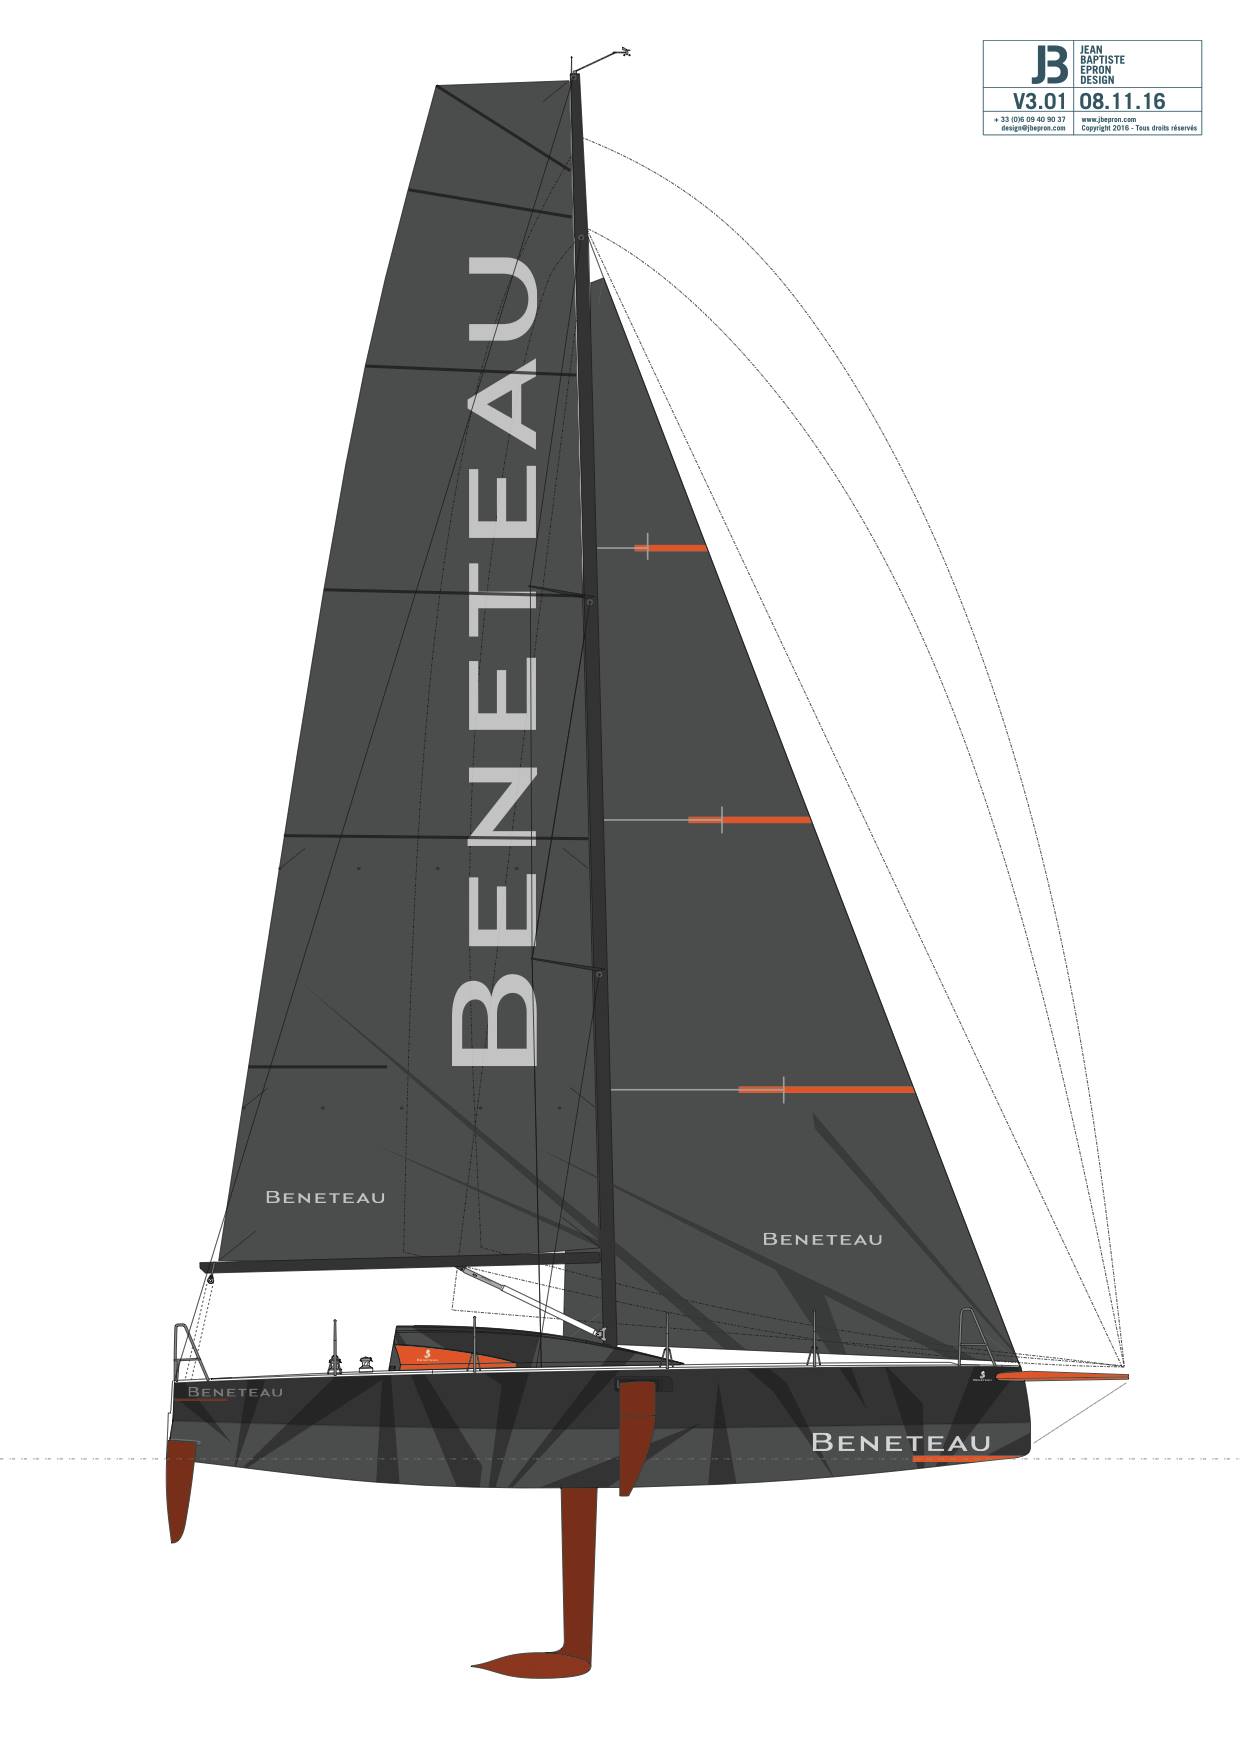 JB
JEAN
BAPTISTE
EPRON
DESIGN
V3.01 08.11.16
+ 33 (0)6 09 40 90 37
design@jbepron.com
www.jbepron.com
Copyright 2016 - Tous droits réservés
BENETEAU
BENETEAU
BENETEAU
BENETEAU
BENETEAU